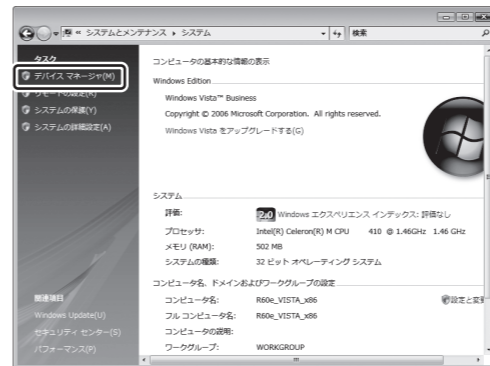 « システムとメンテナンス ▸ システム
検索
タスク
デバイス マネージャ(M)
リモートの設定(R)
システムの保護(Y)
システムの詳細設定(A)
関連項目
Windows Update(U)
セキュリティ センター(S)
パフォーマンス(P)
コンピュータの基本的な情報の表示
Windows Edition
Windows Vista™ Business
Copyright © 2006 Microsoft Corporation. All rights reserved.
Windows Vista をアップグレードする(G)
システム
評価: 2.0 Windows エクスペリエンス インデックス: 評価なし
プロセッサ: Intel(R) Celeron(R) M CPU 410 @ 1.46GHz 1.46 GHz
メモリ (RAM): 502 MB
システムの種類: 32 ビット オペレーティング システム
コンピュータ名、ドメインおよびワークグループの設定
コンピュータ名: R60e_VISTA_x86 設定と変
フル コンピュータ名: R60e_VISTA_x86
コンピュータの説明:
ワークグループ: WORKGROUP